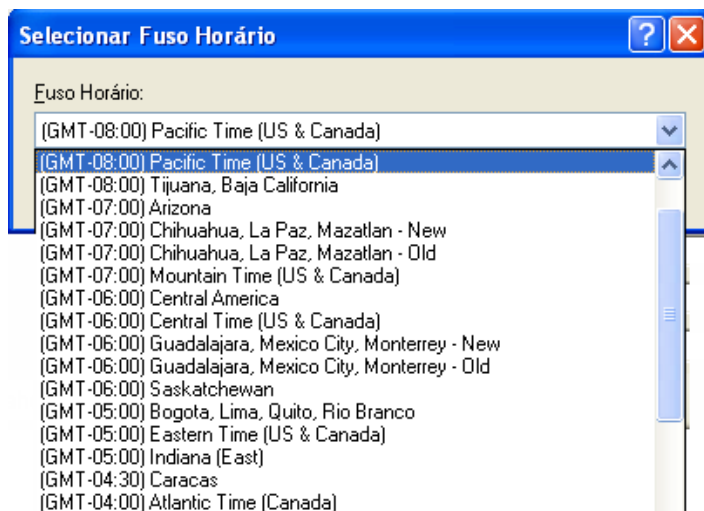 Selecionar Fuso Horário
Fuso Horário:
(GMT-08:00) Pacific Time (US & Canada)
(GMT-08:00) Pacific Time (US & Canada)
(GMT-08:00) Tijuana, Baja California
(GMT-07:00) Arizona
(GMT-07:00) Chihuahua, La Paz, Mazatlan - New
(GMT-07:00) Chihuahua, La Paz, Mazatlan - Old
(GMT-07:00) Mountain Time (US & Canada)
(GMT-06:00) Central America
(GMT-06:00) Central Time (US & Canada)
(GMT-06:00) Guadalajara, Mexico City, Monterrey - New
(GMT-06:00) Guadalajara, Mexico City, Monterrey - Old
(GMT-06:00) Saskatchewan
(GMT-05:00) Bogota, Lima, Quito, Rio Branco
(GMT-05:00) Eastern Time (US & Canada)
(GMT-05:00) Indiana (East)
(GMT-04:30) Caracas
(GMT-04:00) Atlantic Time (Canada)